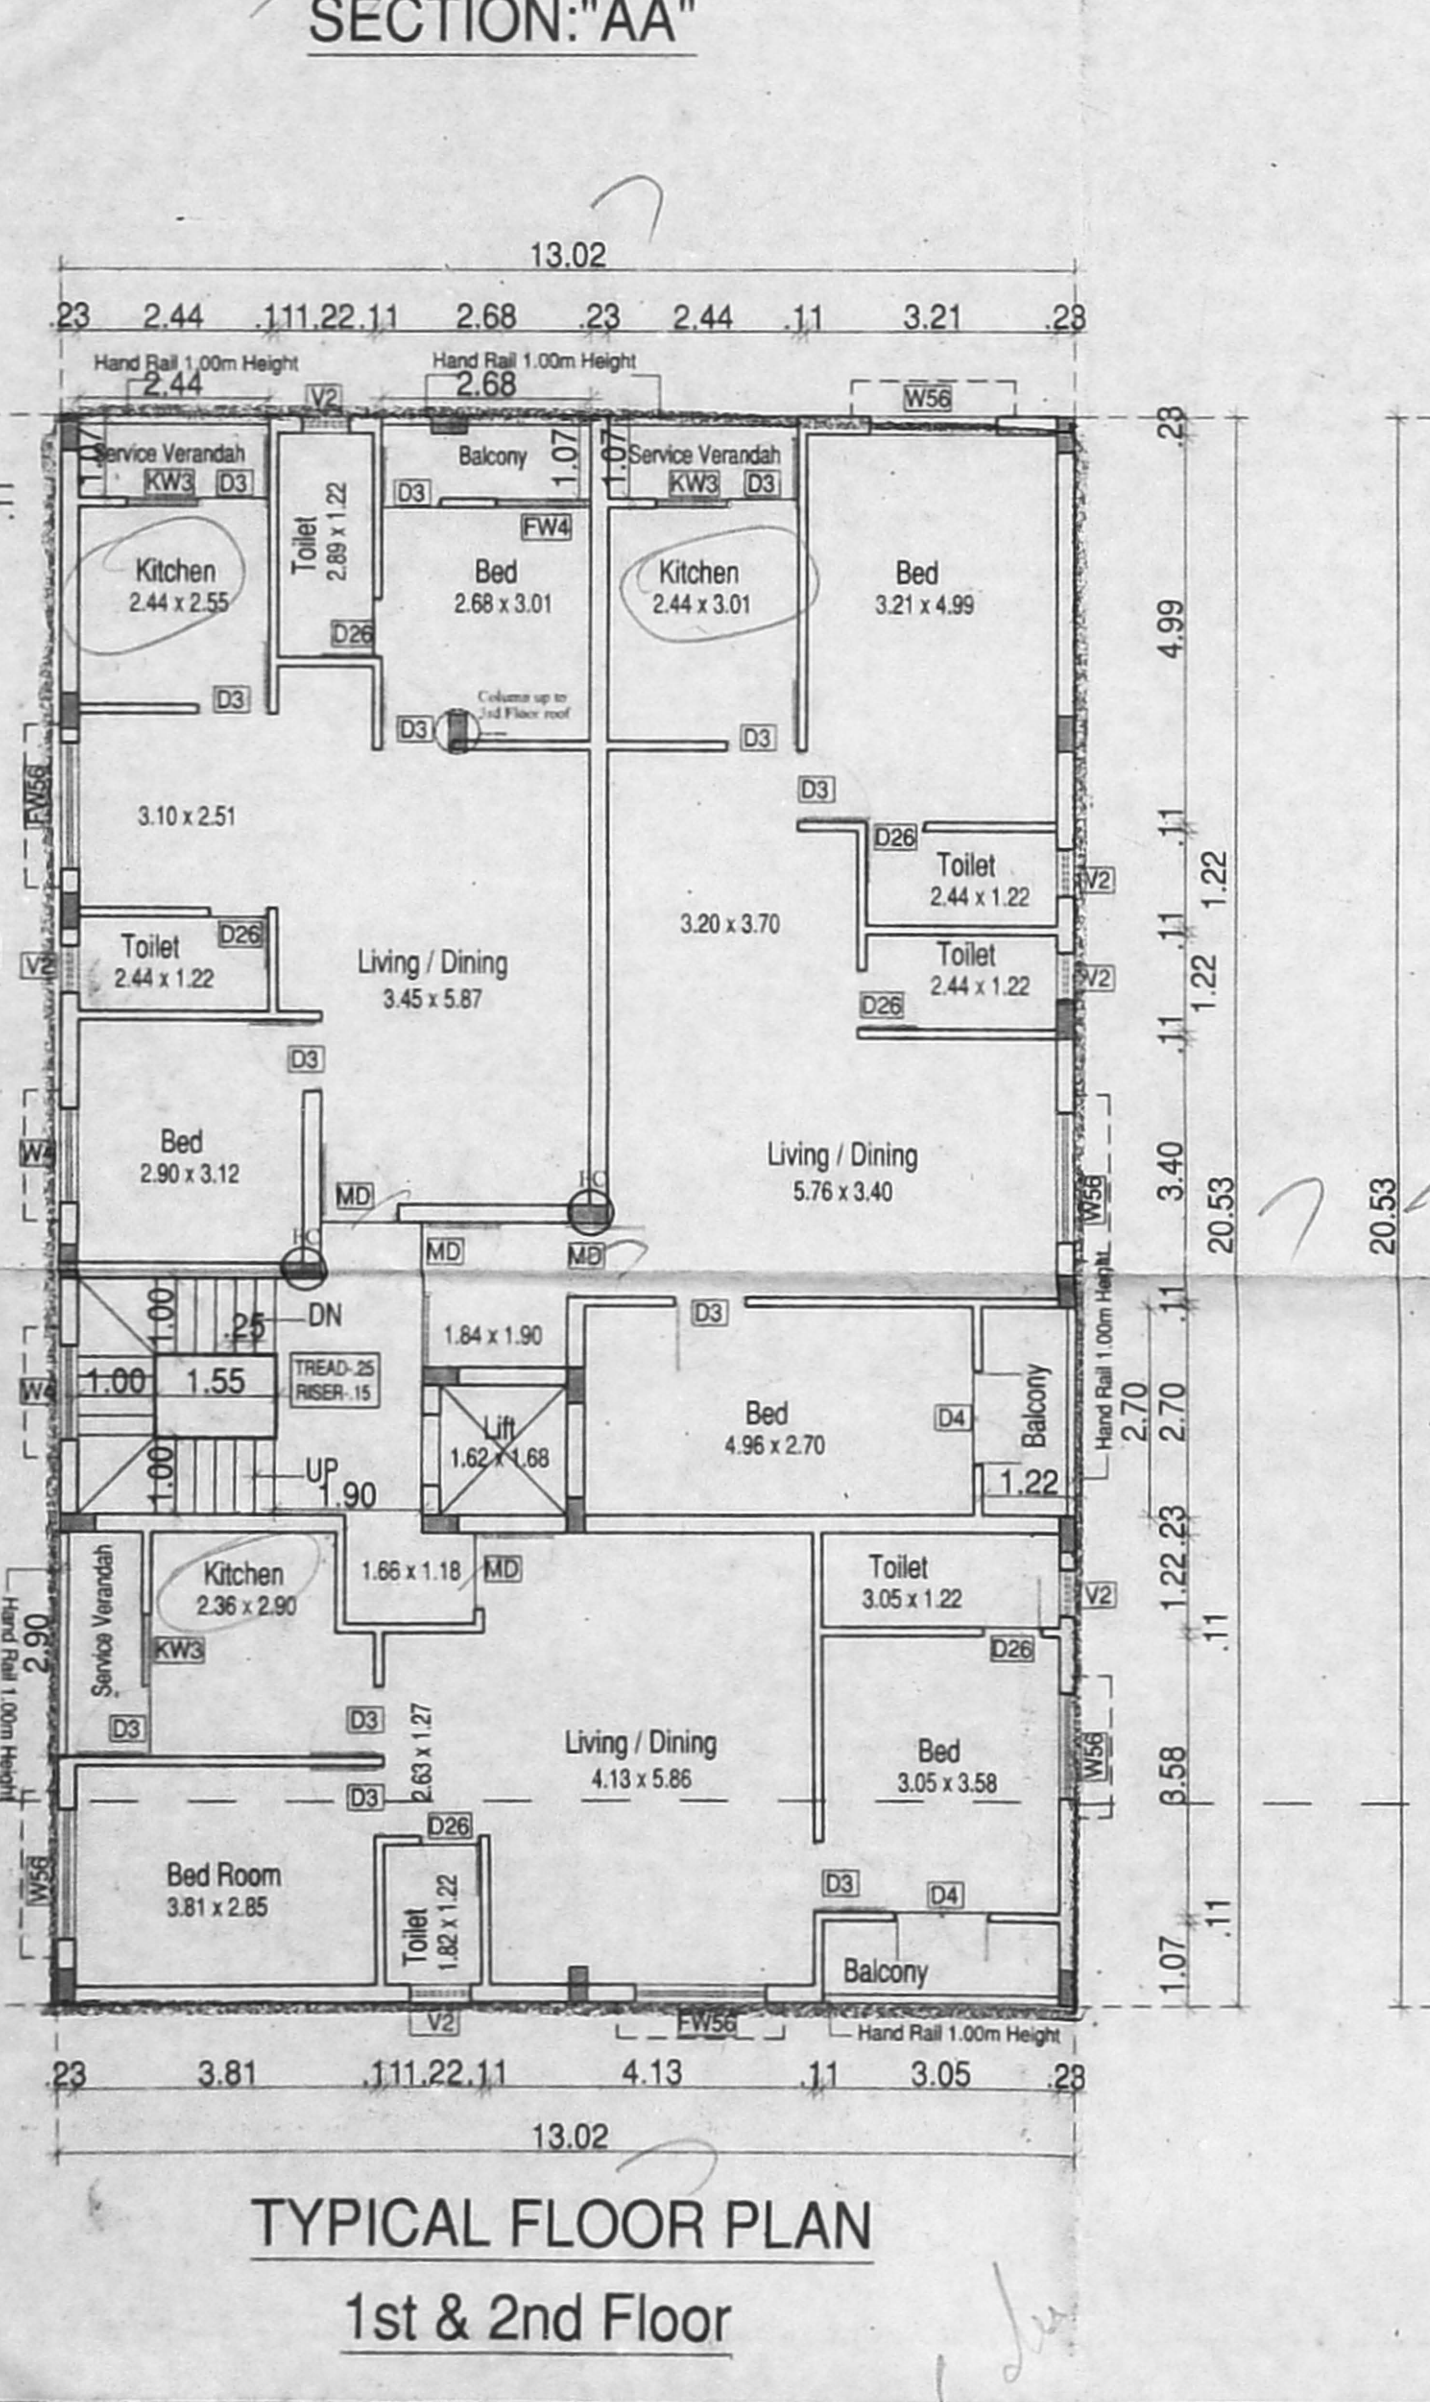 SECTION:"AA"
13.02
.23 2.44 .11 1.22 .11 2.68 .23 2.44 .11 3.21 .28
Hand Rail 1.00m Height
Hand Rail 1.00m Height
2.44
V2
2.68
W56
1.07
Service Verandah
KW3
D3
Toilet
2.89 x 1.22
D26
Balcony
1.07
D3
FW4
1.07
Service Verandah
KW3
D3
.28
Kitchen
2.44 x 2.55
D3
Bed
2.68 x 3.01
D3
Column up to
3rd Floor roof
Kitchen
2.44 x 3.01
D3
Bed
3.21 x 4.99
D3
4.99
FW56
3.10 x 2.51
.11
D26
Toilet
2.44 x 1.22
V2
1.22
3.20 x 3.70
.11
V2
Toilet
2.44 x 1.22
D26
Living / Dining
3.45 x 5.87
Toilet
2.44 x 1.22
D26
V2
1.22
.11
D3
W4
Bed
2.90 x 3.12
MD
Living / Dining
5.76 x 3.40
W56
3.40
20.53
20.53
MD
MD
1.00
.25
DN
1.84 x 1.90
D3
.11
Hand Rail 1.00m Height
W4
1.00
1.55
TREAD-.25
RISER-.15
Lift
1.62 x 1.68
Bed
4.96 x 2.70
D4
Balcony
2.70
2.70
1.00
UP
1.90
1.22
.23
Service Verandah
Kitchen
2.36 x 2.90
KW3
D3
1.66 x 1.18
MD
Toilet
3.05 x 1.22
D26
V2
1.22
.11
2.90
Hand Rail 1.00m Height
D3
2.63 x 1.27
Living / Dining
4.13 x 5.86
Bed
3.05 x 3.58
W56
3.58
D3
D26
W56
Bed Room
3.81 x 2.85
Toilet
1.82 x 1.22
D3
D4
.11
Balcony
1.07
V2
FW56
Hand Rail 1.00m Height
.23 3.81 .11 1.22 .11 4.13 .11 3.05 .28
13.02
TYPICAL FLOOR PLAN
1st & 2nd Floor